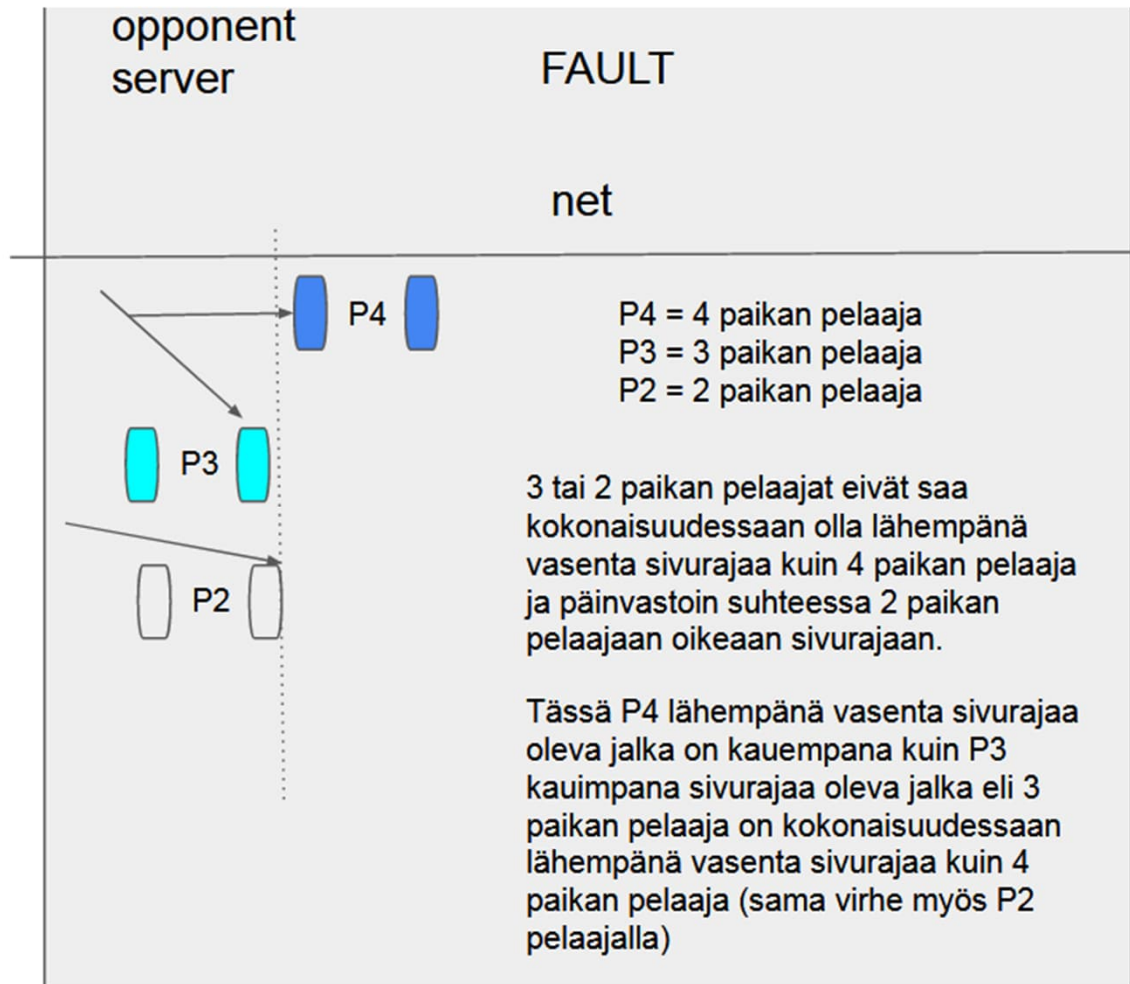 opponent
server
FAULT
net
P4
P4 = 4 paikan pelaaja
P3 = 3 paikan pelaaja
P2 = 2 paikan pelaaja
P3
P2
3 tai 2 paikan pelaajat eivät saa
kokonaisuudessaan olla lähempänä
vasenta sivurajaa kuin 4 paikan pelaaja
ja päinvastoin suhteessa 2 paikan
pelaajaan oikeaan sivurajaan.
Tässä P4 lähempänä vasenta sivurajaa
oleva jalka on kauempana kuin P3
kauimpana sivurajaa oleva jalka eli 3
paikan pelaaja on kokonaisuudessaan
lähempänä vasenta sivurajaa kuin 4
paikan pelaaja (sama virhe myös P2
pelaajalla)